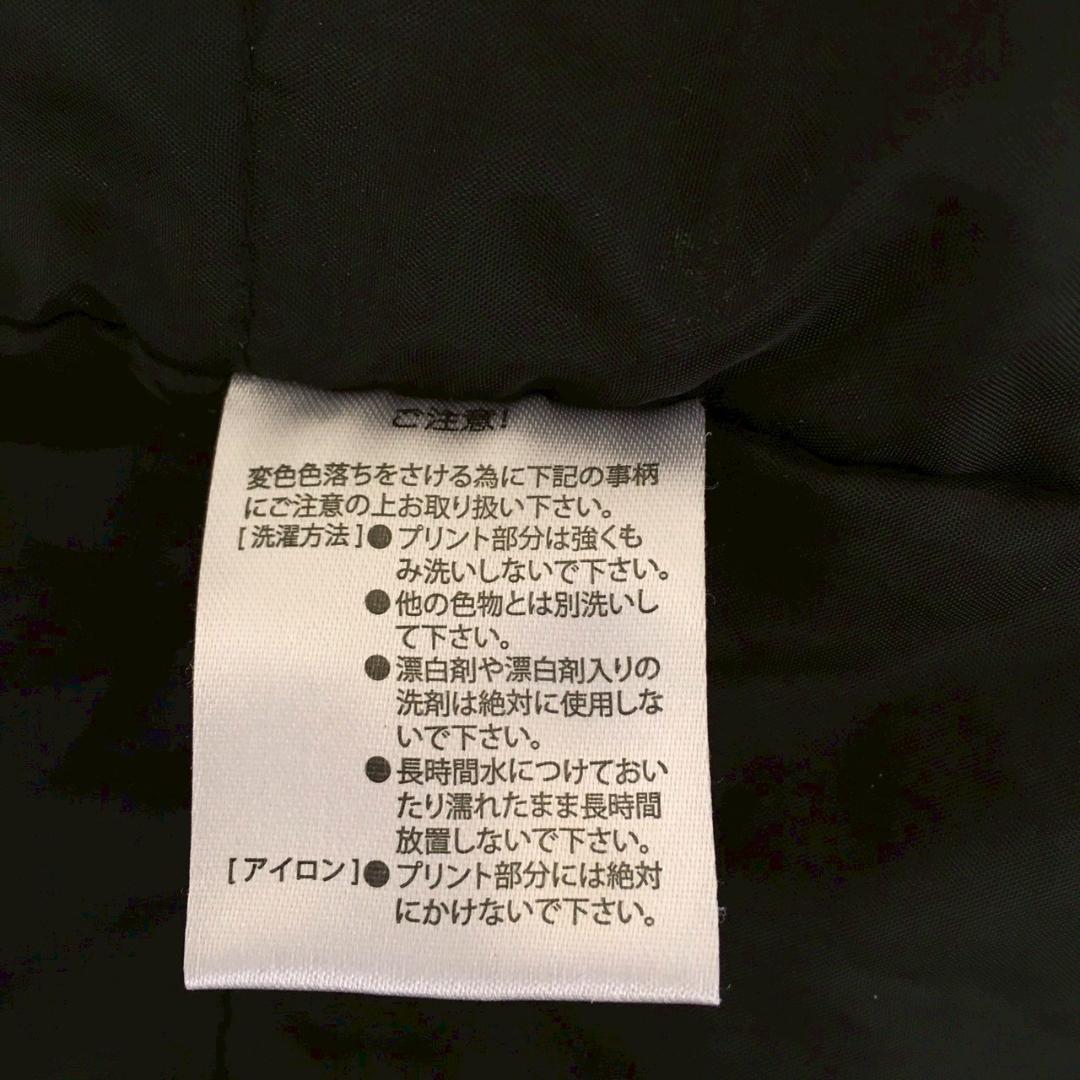 ご注意!
変色色落ちをさける為に下記の事柄
にご注意の上お取り扱い下さい。
[洗濯方法]●プリント部分は強くも
み洗いしないで下さい。
●他の色物とは別洗いし
て下さい。
●漂白剤や漂白剤入りの
洗剤は絶対に使用しな
いで下さい。
●長時間水につけておい
たり濡れたまま長時間
放置しないで下さい。
[アイロン]●プリント部分には絶対
にかけないで下さい。